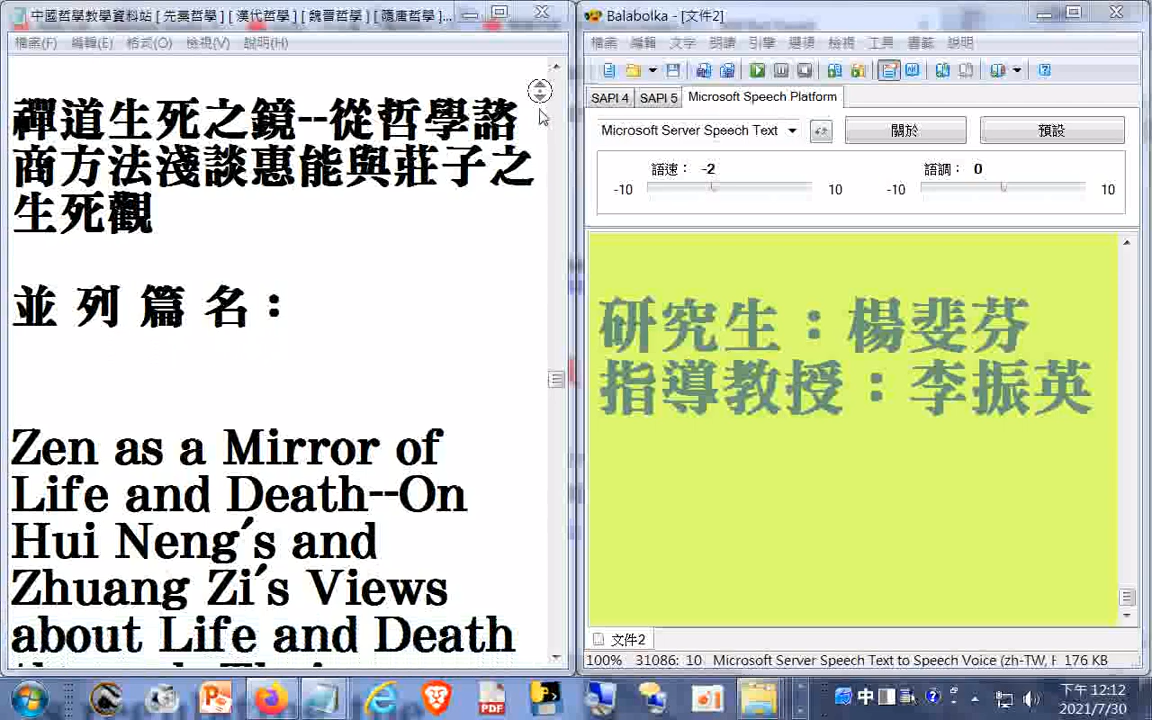 中國哲學教學資料站 [ 先秦哲學 ] [ 漢代哲學 ] [ 魏晉哲學 ] [ 隨唐哲學 ]...
檔案(F) 編輯(E) 格式(O) 檢視(V) 說明(H)
禪道生死之鏡--從哲學諮
商方法淺談惠能與莊子之
生死觀
並 列 篇 名：
Zen as a Mirror of
Life and Death--On
Hui Neng's and
Zhuang Zi's Views
about Life and Death
Balabolka - [文件2]
檔案 編輯 文字 朗讀 引擎 選項 檢視 工具 書籤 說明
SAPI 4 SAPI 5 Microsoft Speech Platform
Microsoft Server Speech Text 關於 預設
語速： -2 語調： 0
-10 10 -10 10
研究生：楊斐芬
指導教授：李振英
文件2
100% 31086: 10 Microsoft Server Speech Text to Speech Voice (zh-TW, 176 KB
中
下午 12:12
2021/7/30